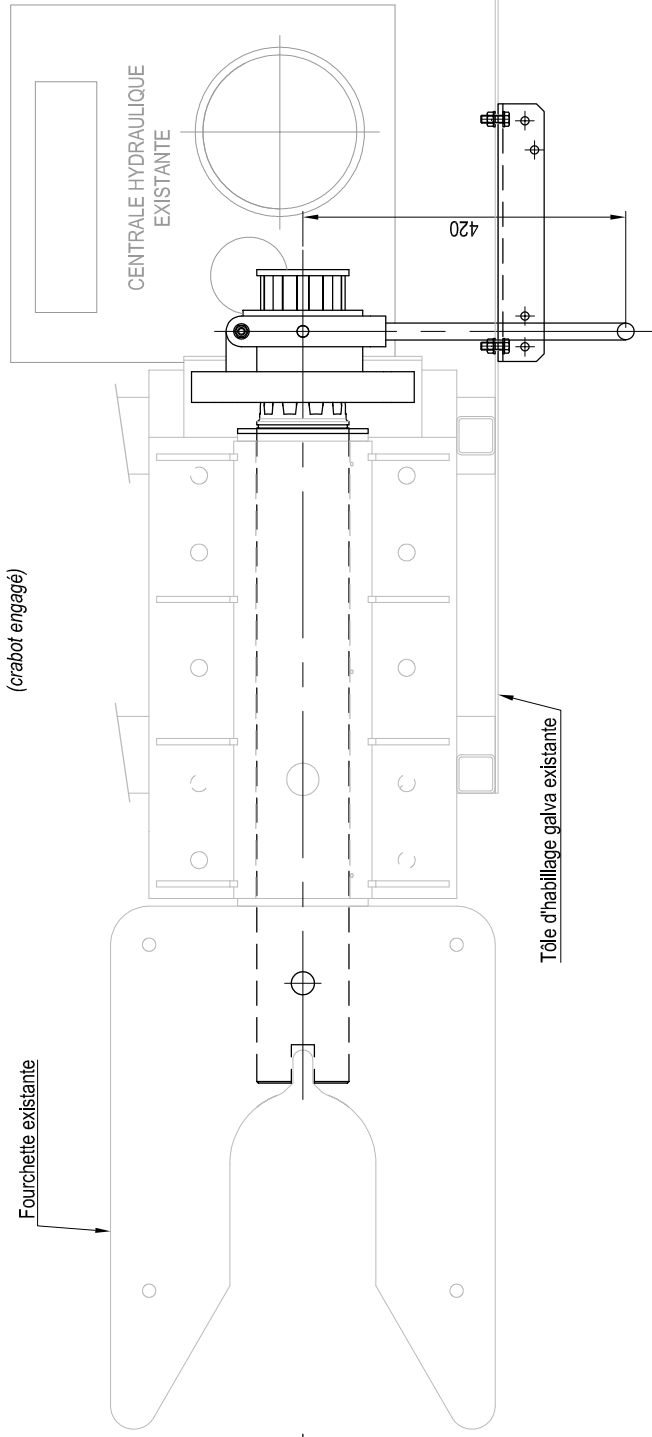 (crabot engagé)
CENTRALE HYDRAULIQUE
EXISTANTE
420
Fourchette existante
Tôle d'habillage galva existante